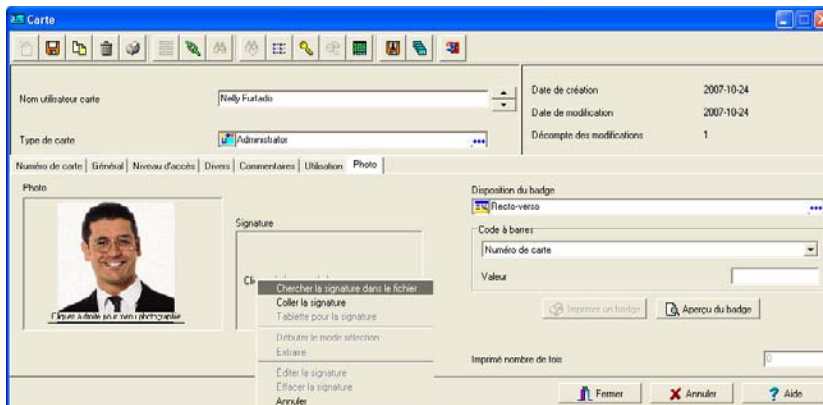 Carte
Nom utilisateur carte
Nelly Furtado
Date de création 2007-10-24
Date de modification 2007-10-24
Type de carte
Administrator
Décompte des modifications 1
Numéro de carte Général Niveau d'accès Divers Commentaires Utilisation Photo
Photo
Disposition du badge
Recto-verso
Signature
Code à barres
Numéro de carte
Valeur
Chercher la signature dans le fichier
Coller la signature
Tablette pour la signature
Débuter le mode sélection
Extraire
Éditer la signature
Effacer la signature
Annuler
Cliquez à droite pour menu photographie
Imprimer un badge Aperçu du badge
Imprimé nombre de fois 0
Fermer Annuler Aide